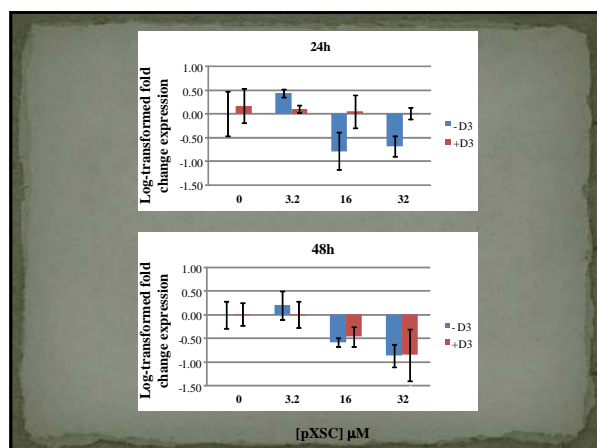 24h
Log-transformed fold
change expression
1.00
0.50
0.00
-0.50
-1.00
-1.50
0 3.2 16 32
-D3
+D3
48h
Log-transformed fold
change expression
1.00
0.50
0.00
-0.50
-1.00
-1.50
0 3.2 16 32
- D3
+D3
[pXSC] µM